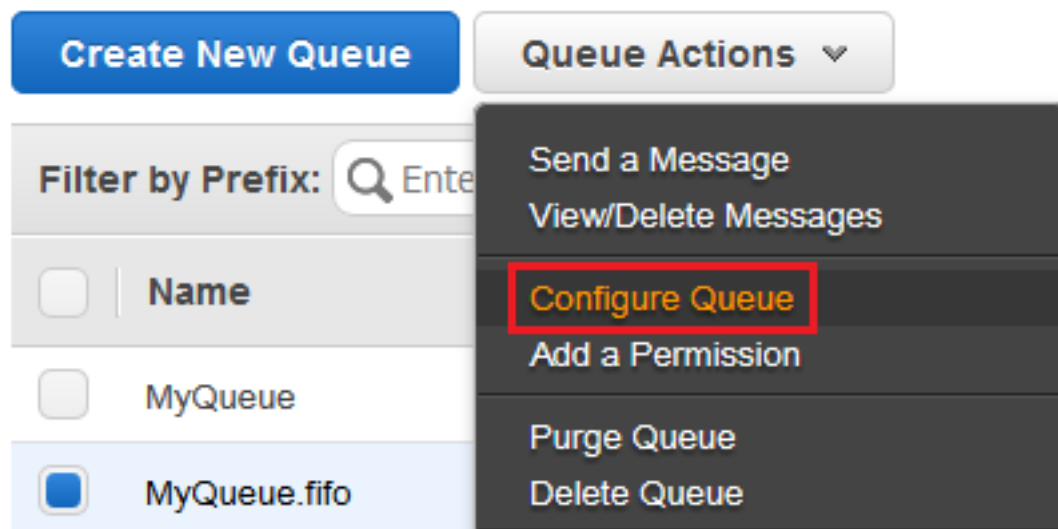 Create New Queue
Queue Actions
Filter by Prefix: Ente
Send a Message
View/Delete Messages
Name
Configure Queue
Add a Permission
MyQueue
Purge Queue
MyQueue.fifo
Delete Queue